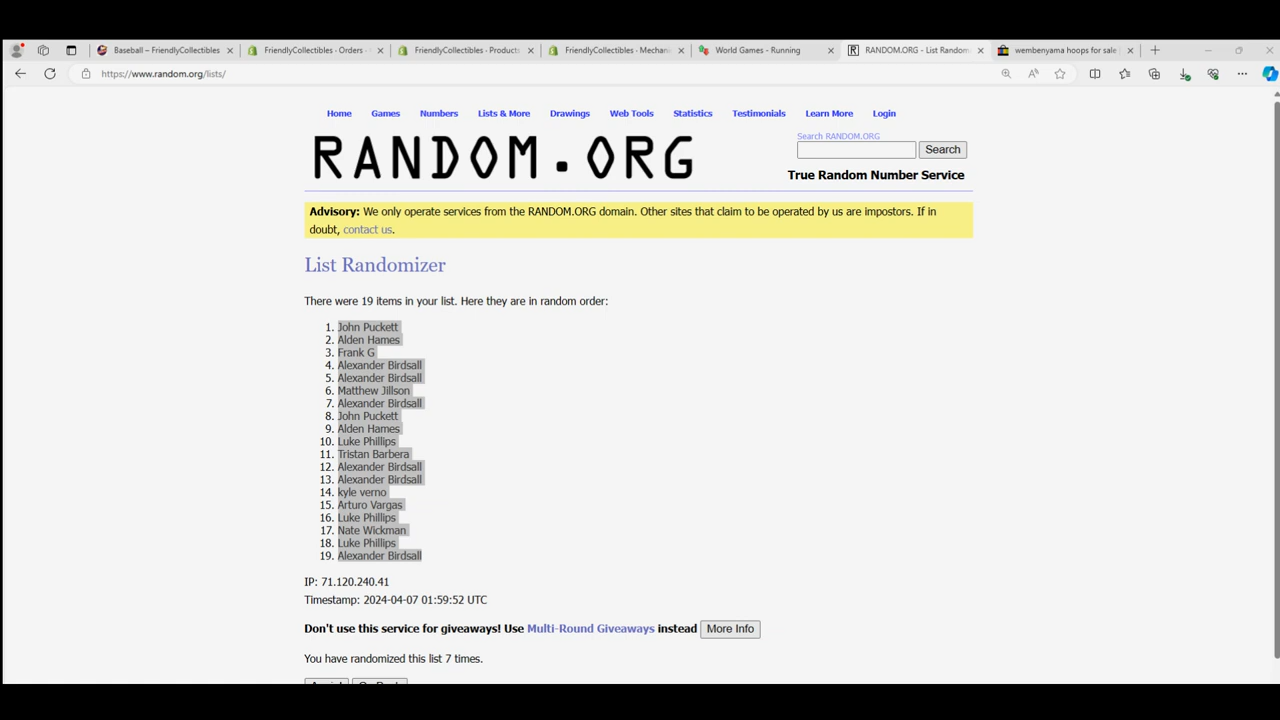 Baseball – FriendlyCollectibles
FriendlyCollectibles - Orders -
FriendlyCollectibles - Products
FriendlyCollectibles - Mechan
World Games - Running
RANDOM.ORG - List Random
wembenyama hoops for sale
https://www.random.org/lists/
Home Games Numbers Lists & More Drawings Web Tools Statistics Testimonials Learn More Login
RANDOM.ORG
Search RANDOM.ORG
Search
True Random Number Service
Advisory: We only operate services from the RANDOM.ORG domain. Other sites that claim to be operated by us are impostors. If in
doubt, contact us.
List Randomizer
There were 19 items in your list. Here they are in random order:
1. John Puckett
2. Alden Hames
3. Frank G
4. Alexander Birdsall
5. Alexander Birdsall
6. Matthew Jillson
7. Alexander Birdsall
8. John Puckett
9. Alden Hames
10. Luke Phillips
11. Tristan Barbera
12. Alexander Birdsall
13. Alexander Birdsall
14. kyle verno
15. Arturo Vargas
16. Luke Phillips
17. Nate Wickman
18. Luke Phillips
19. Alexander Birdsall
IP: 71.120.240.41
Timestamp: 2024-04-07 01:59:52 UTC
Don't use this service for giveaways! Use Multi-Round Giveaways instead More Info
You have randomized this list 7 times.